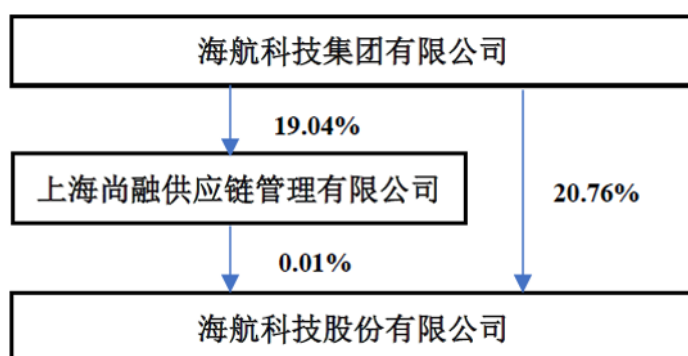 海航科技集团有限公司
19.04%
上海尚融供应链管理有限公司
20.76%
0.01%
海航科技股份有限公司